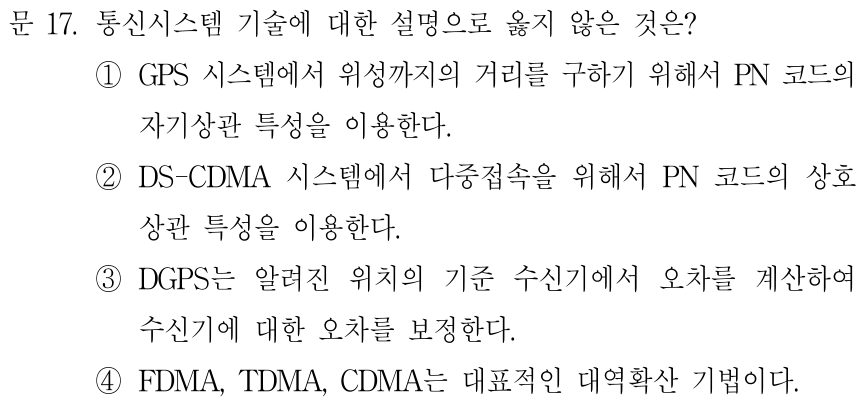 문 17. 통신시스템 기술에 대한 설명으로 옳지 않은 것은?
① GPS 시스템에서 위성까지의 거리를 구하기 위해서 PN 코드의
자기상관 특성을 이용한다.
② DS-CDMA 시스템에서 다중접속을 위해서 PN 코드의 상호
상관 특성을 이용한다.
③ DGPS는 알려진 위치의 기준 수신기에서 오차를 계산하여
수신기에 대한 오차를 보정한다.
④ FDMA, TDMA, CDMA는 대표적인 대역확산 기법이다.